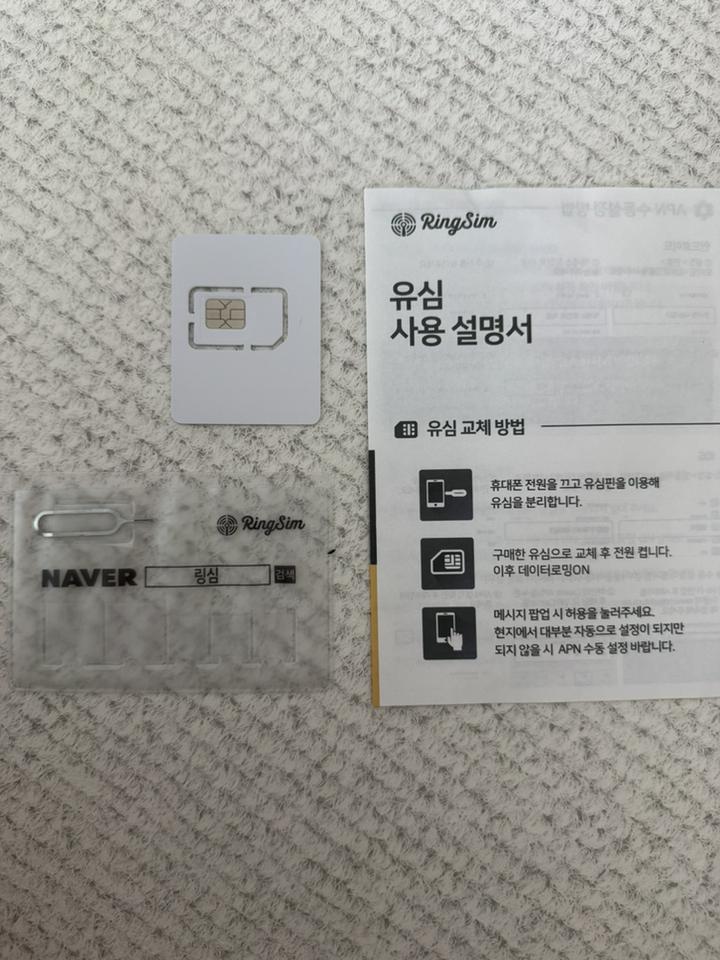 RingSim
유심
사용 설명서
유심 교체 방법
휴대폰 전원을 끄고 유심핀을 이용해
유심을 분리합니다.
구매한 유심으로 교체 후 전원 켭니다.
이후 데이터로밍ON
메시지 팝업 시 허용을 눌러주세요.
현지에서 대부분 자동으로 설정이 되지만
되지 않을 시 APN 수동 설정 바랍니다.
RingSim
NAVER 링심 검색